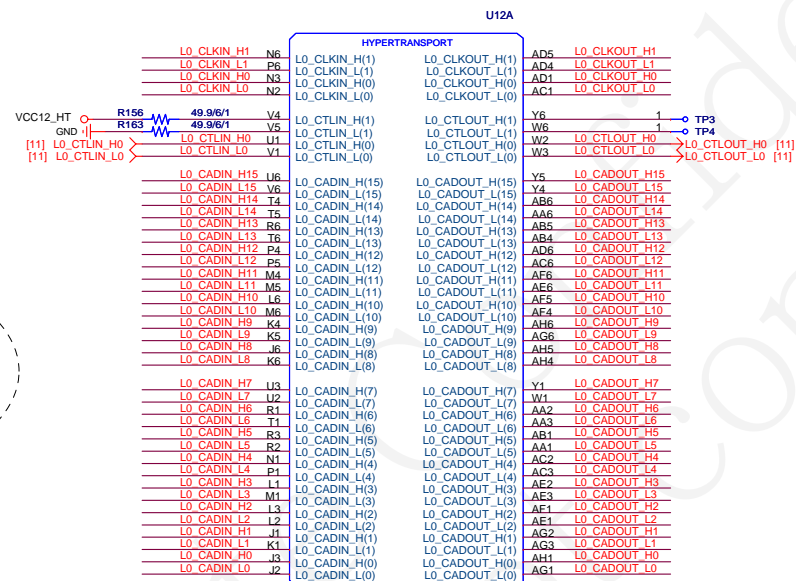 U12A
HYPERTRANSPORT
L0_CLKIN_H1 N6 L0_CLKIN_H(1) L0_CLKOUT_H(1) AD5 L0_CLKOUT_H1
L0_CLKIN_L1 P6 L0_CLKIN_L(1) L0_CLKOUT_L(1) AD4 L0_CLKOUT_L1
L0_CLKIN_H0 N3 L0_CLKIN_H(0) L0_CLKOUT_H(0) AD1 L0_CLKOUT_H0
L0_CLKIN_L0 N2 L0_CLKIN_L(0) L0_CLKOUT_L(0) AC1 L0_CLKOUT_L0
VCC12_HT R156 49.9/6/1 V4 L0_CTLIN_H(1) L0_CTLOUT_H(1) Y6 1 TP3
GND R163 49.9/6/1 V5 L0_CTLIN_L(1) L0_CTLOUT_L(1) W6 1 TP4
[11] L0_CTLIN_H0 L0_CTLIN_H0 U1 L0_CTLIN_H(0) L0_CTLOUT_H(0) W2 L0_CTLOUT_H0 L0_CTLOUT_H0 [11]
[11] L0_CTLIN_L0 L0_CTLIN_L0 V1 L0_CTLIN_L(0) L0_CTLOUT_L(0) W3 L0_CTLOUT_L0 L0_CTLOUT_L0 [11]
L0_CADIN_H15 U6 L0_CADIN_H(15) L0_CADOUT_H(15) Y5 L0_CADOUT_H15
L0_CADIN_L15 V6 L0_CADIN_L(15) L0_CADOUT_L(15) Y4 L0_CADOUT_L15
L0_CADIN_H14 T4 L0_CADIN_H(14) L0_CADOUT_H(14) AB6 L0_CADOUT_H14
L0_CADIN_L14 T5 L0_CADIN_L(14) L0_CADOUT_L(14) AA6 L0_CADOUT_L14
L0_CADIN_H13 R6 L0_CADIN_H(13) L0_CADOUT_H(13) AB5 L0_CADOUT_H13
L0_CADIN_L13 T6 L0_CADIN_L(13) L0_CADOUT_L(13) AB4 L0_CADOUT_L13
L0_CADIN_H12 P4 L0_CADIN_H(12) L0_CADOUT_H(12) AD6 L0_CADOUT_H12
L0_CADIN_L12 P5 L0_CADIN_L(12) L0_CADOUT_L(12) AC6 L0_CADOUT_L12
L0_CADIN_H11 M4 L0_CADIN_H(11) L0_CADOUT_H(11) AF6 L0_CADOUT_H11
L0_CADIN_L11 M5 L0_CADIN_L(11) L0_CADOUT_L(11) AE6 L0_CADOUT_L11
L0_CADIN_H10 L6 L0_CADIN_H(10) L0_CADOUT_H(10) AF5 L0_CADOUT_H10
L0_CADIN_L10 M6 L0_CADIN_L(10) L0_CADOUT_L(10) AF4 L0_CADOUT_L10
L0_CADIN_H9 K4 L0_CADIN_H(9) L0_CADOUT_H(9) AH6 L0_CADOUT_H9
L0_CADIN_L9 K5 L0_CADIN_L(9) L0_CADOUT_L(9) AG6 L0_CADOUT_L9
L0_CADIN_H8 J6 L0_CADIN_H(8) L0_CADOUT_H(8) AH5 L0_CADOUT_H8
L0_CADIN_L8 K6 L0_CADIN_L(8) L0_CADOUT_L(8) AH4 L0_CADOUT_L8
L0_CADIN_H7 U3 L0_CADIN_H(7) L0_CADOUT_H(7) Y1 L0_CADOUT_H7
L0_CADIN_L7 U2 L0_CADIN_L(7) L0_CADOUT_L(7) W1 L0_CADOUT_L7
L0_CADIN_H6 R1 L0_CADIN_H(6) L0_CADOUT_H(6) AA2 L0_CADOUT_H6
L0_CADIN_L6 T1 L0_CADIN_L(6) L0_CADOUT_L(6) AA3 L0_CADOUT_L6
L0_CADIN_H5 R3 L0_CADIN_H(5) L0_CADOUT_H(5) AB1 L0_CADOUT_H5
L0_CADIN_L5 R2 L0_CADIN_L(5) L0_CADOUT_L(5) AA1 L0_CADOUT_L5
L0_CADIN_H4 N1 L0_CADIN_H(4) L0_CADOUT_H(4) AC2 L0_CADOUT_H4
L0_CADIN_L4 P1 L0_CADIN_L(4) L0_CADOUT_L(4) AC3 L0_CADOUT_L4
L0_CADIN_H3 L1 L0_CADIN_H(3) L0_CADOUT_H(3) AE2 L0_CADOUT_H3
L0_CADIN_L3 M1 L0_CADIN_L(3) L0_CADOUT_L(3) AE3 L0_CADOUT_L3
L0_CADIN_H2 L3 L0_CADIN_H(2) L0_CADOUT_H(2) AF1 L0_CADOUT_H2
L0_CADIN_L2 L2 L0_CADIN_L(2) L0_CADOUT_L(2) AE1 L0_CADOUT_L2
L0_CADIN_H1 J1 L0_CADIN_H(1) L0_CADOUT_H(1) AG2 L0_CADOUT_H1
L0_CADIN_L1 K1 L0_CADIN_L(1) L0_CADOUT_L(1) AG3 L0_CADOUT_L1
L0_CADIN_H0 J3 L0_CADIN_H(0) L0_CADOUT_H(0) AH1 L0_CADOUT_H0
L0_CADIN_L0 J2 L0_CADIN_L(0) L0_CADOUT_L(0) AG1 L0_CADOUT_L0